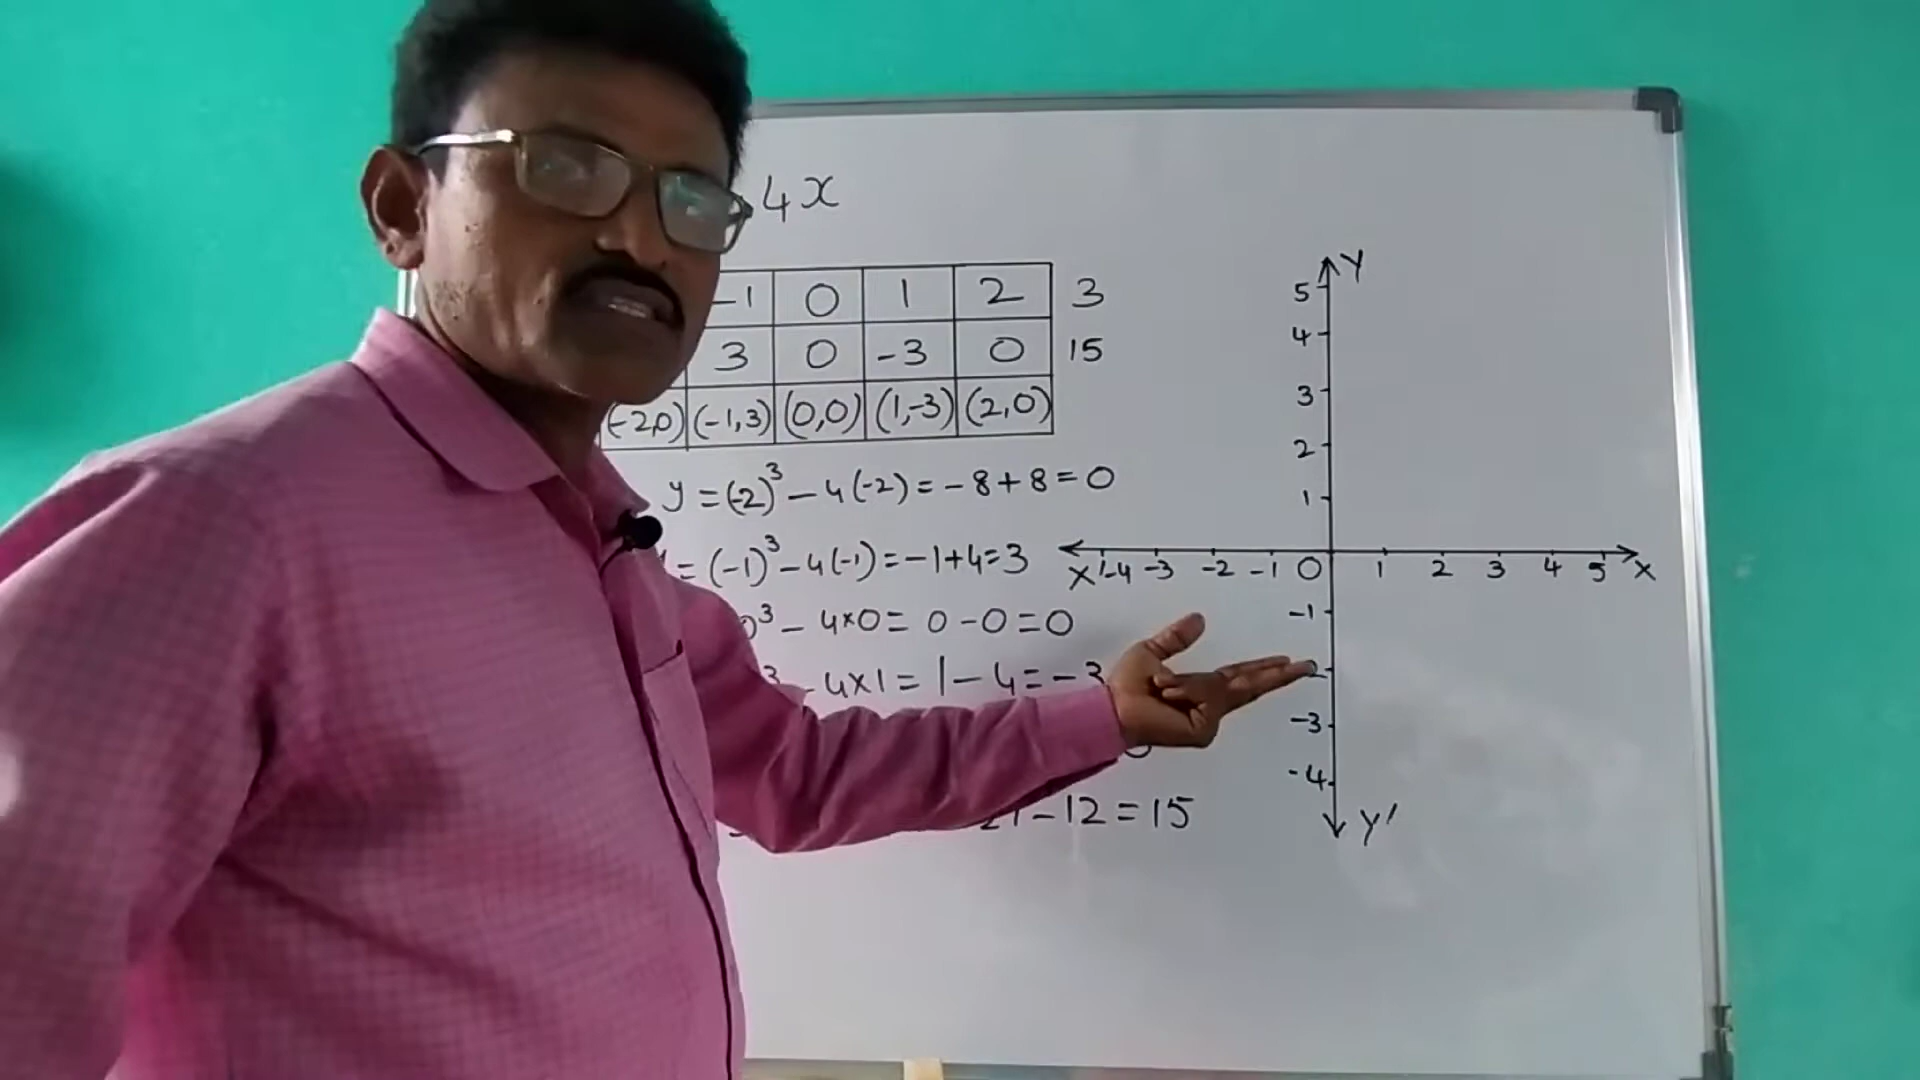 4x
-1 0 1 2 3
3 0 -3 0 15
(-2,0) (-1,3) (0,0) (1,-3) (2,0)
y = (-2)³ - 4(-2) = -8+8=0
= (-1)³ - 4(-1) = -1+4=3
0³ - 4×0 = 0 - 0 = 0
3 - 4×1 = 1 - 4 = -3
- 12 = 15
Y
5
4
3
2
1
X' -4 -3 -2 -1 0 1 2 3 4 5 X
-1
-3
-4
Y'